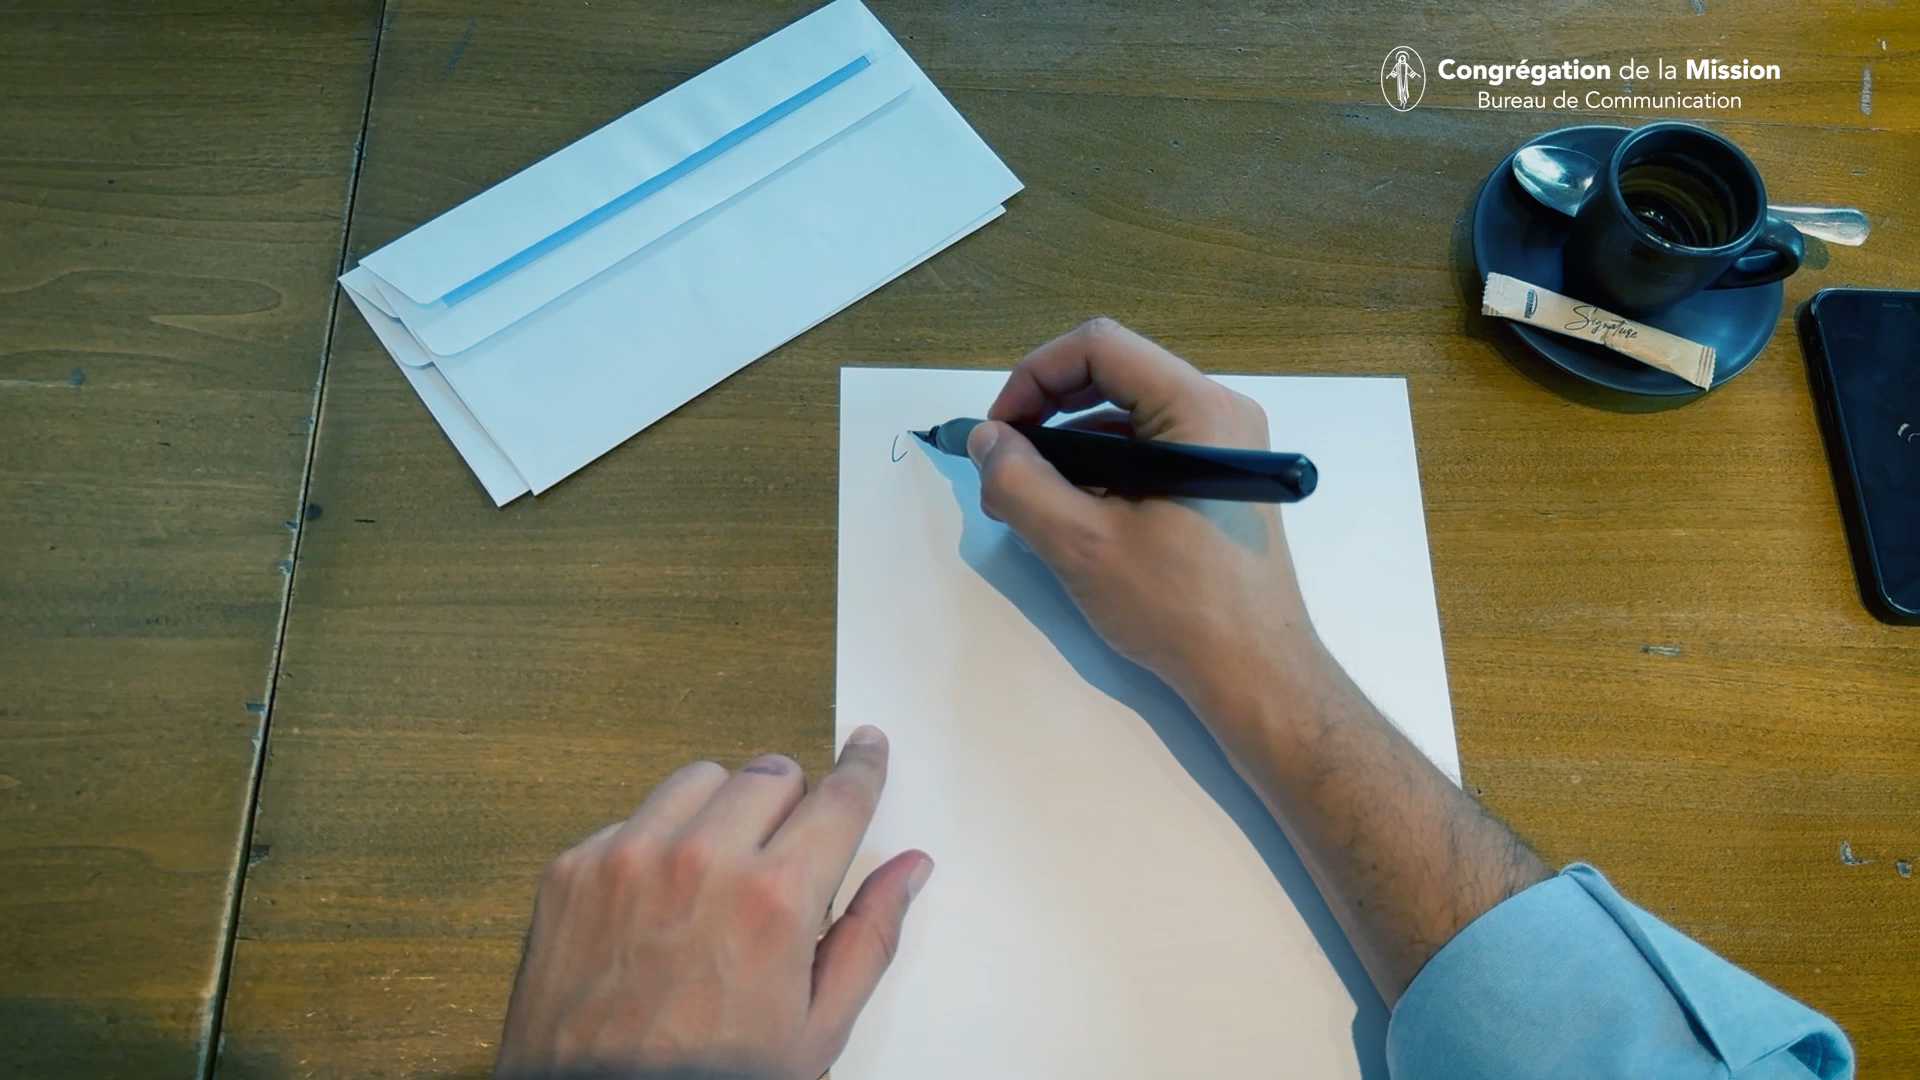 Congrégation de la Mission
Bureau de Communication
Signature